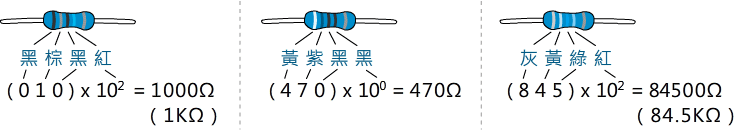 黑 棕 黑 紅
( 0 1 0 ) x 10² = 1000Ω
( 1KΩ )
黃 紫 黑 黑
( 4 7 0 ) x 10⁰ = 470Ω
灰 黃 綠 紅
( 8 4 5 ) x 10² = 84500Ω
( 84.5KΩ )